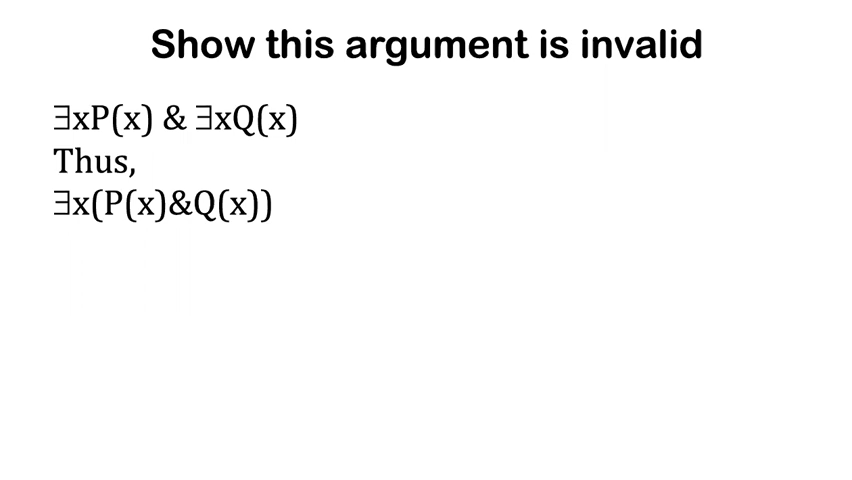 Show this argument is invalid
∃xP(x) & ∃xQ(x)
Thus,
∃x(P(x)&Q(x))